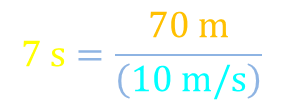 7 s = 70 m / (10 m/s)